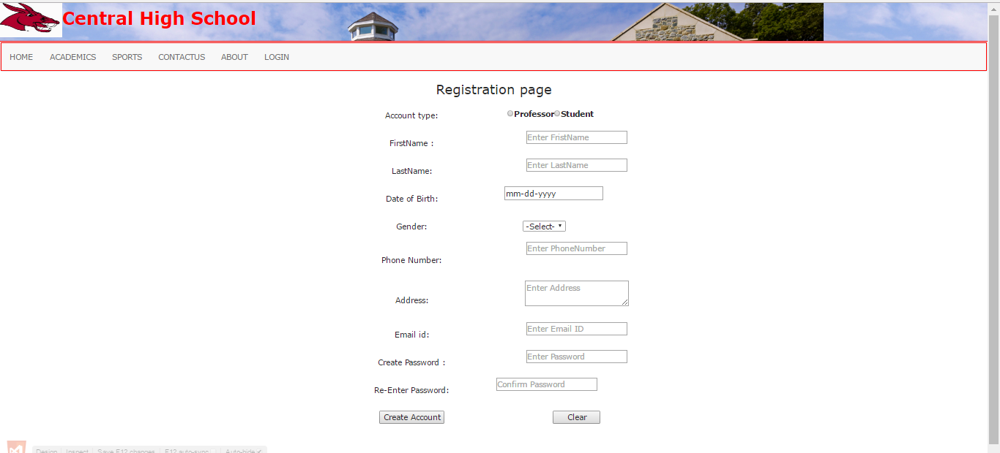 Central High School
HOME ACADEMICS SPORTS CONTACTUS ABOUT LOGIN
Registration page
Account type: Professor Student
FirstName : Enter FristName
LastName: Enter LastName
Date of Birth: mm-dd-yyyy
Gender: -Select-
Phone Number: Enter PhoneNumber
Address: Enter Address
Email id: Enter Email ID
Create Password : Enter Password
Re-Enter Password: Confirm Password
Create Account Clear
Design Inspect Save F12 changes F12 auto-sync Auto-hide